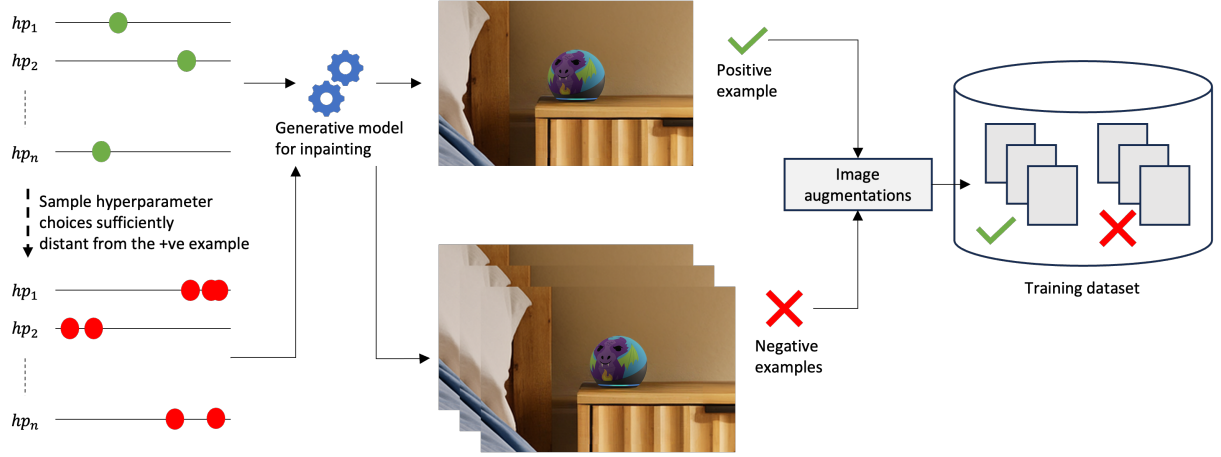 hp1
hp2
hpn
Sample hyperparameter
choices sufficiently
distant from the +ve example
hp1
hp2
hpn
Generative model
for inpainting
Positive
example
Negative
examples
Image
augmentations
Training dataset